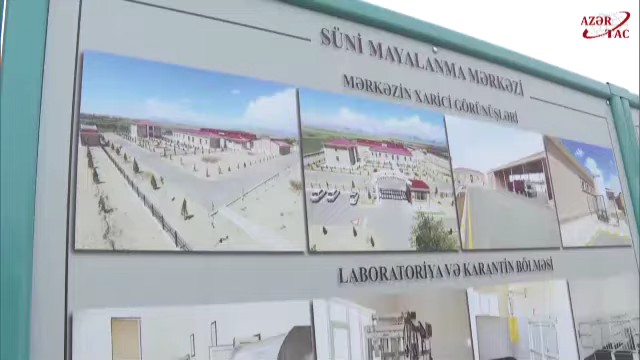 AZƏR
TAC
SÜNİ MAYALANMA MƏRKƏZİ
MƏRKƏZİN XARİCİ GÖRÜNÜŞLƏRİ
LABORATORİYA VƏ KARANTİN BÖLMƏSİ